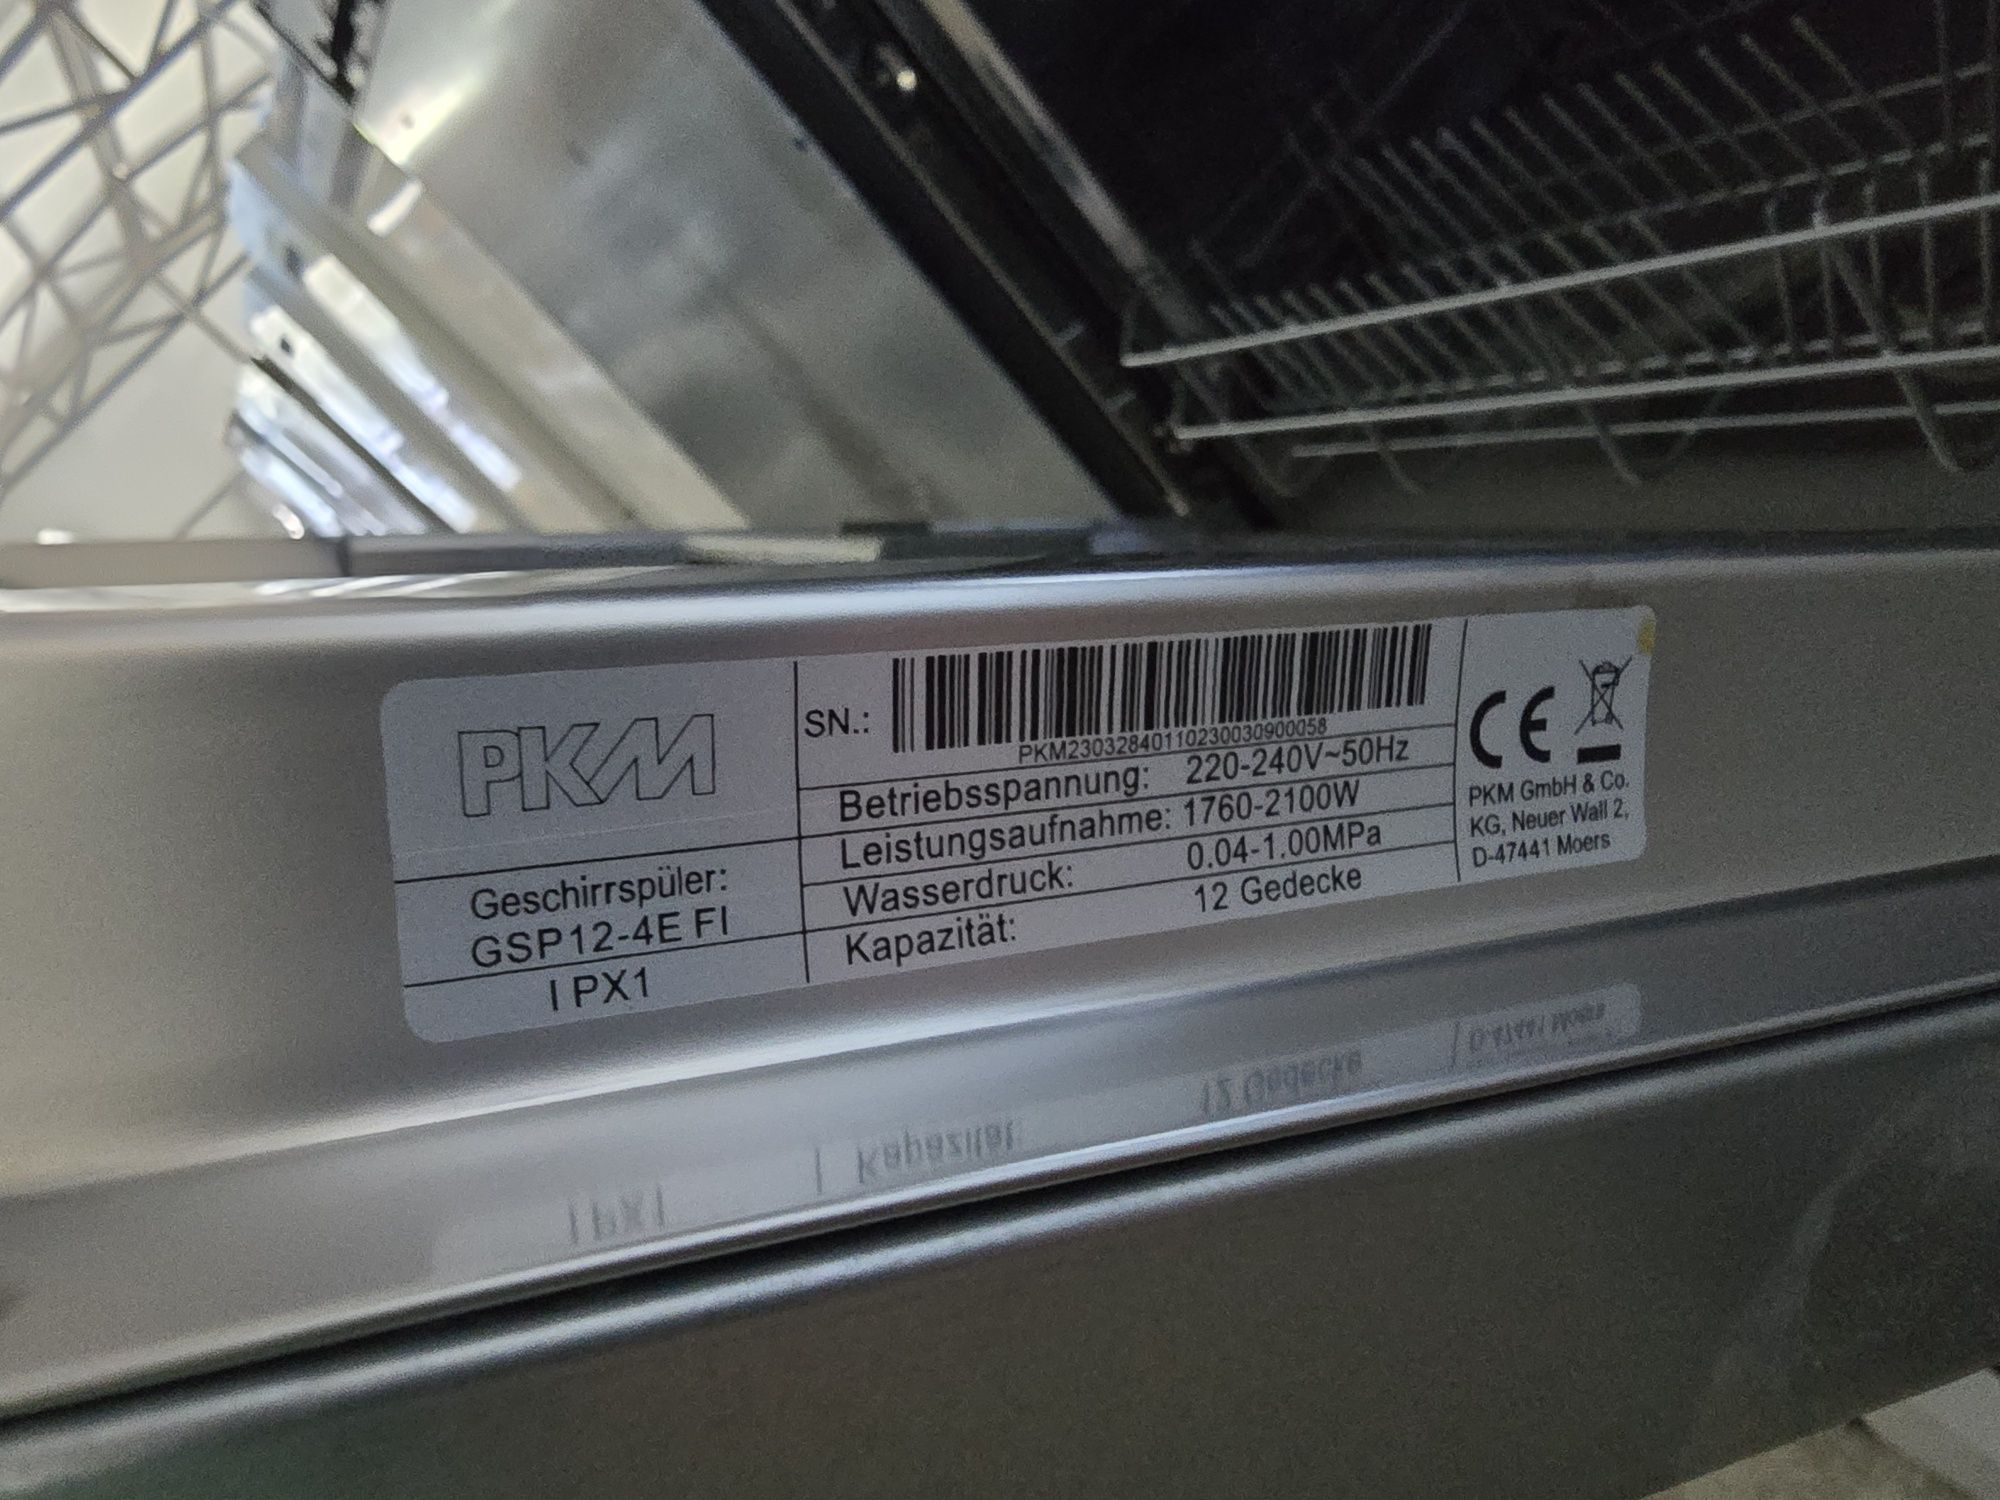 PKM
Geschirrspüler:
GSP12-4E FI
IPX1
SN.:
PKM23032840110230030900058
Betriebsspannung: 220-240V~50Hz
Leistungsaufnahme: 1760-2100W
Wasserdruck: 0.04-1.00MPa
Kapazität: 12 Gedecke
CE
PKM GmbH & Co.
KG, Neuer Wall 2,
D-47441 Moers